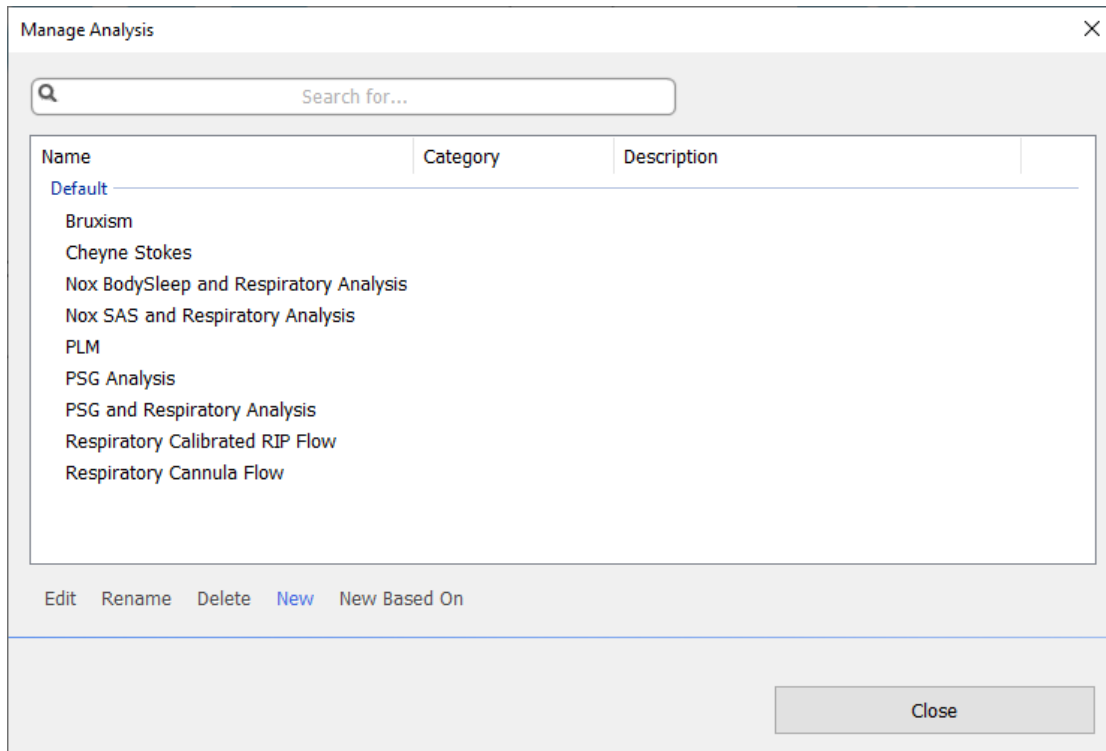 Manage Analysis
Search for...
Name Category Description
Default
Bruxism
Cheyne Stokes
Nox BodySleep and Respiratory Analysis
Nox SAS and Respiratory Analysis
PLM
PSG Analysis
PSG and Respiratory Analysis
Respiratory Calibrated RIP Flow
Respiratory Cannula Flow
Edit Rename Delete New New Based On
Close